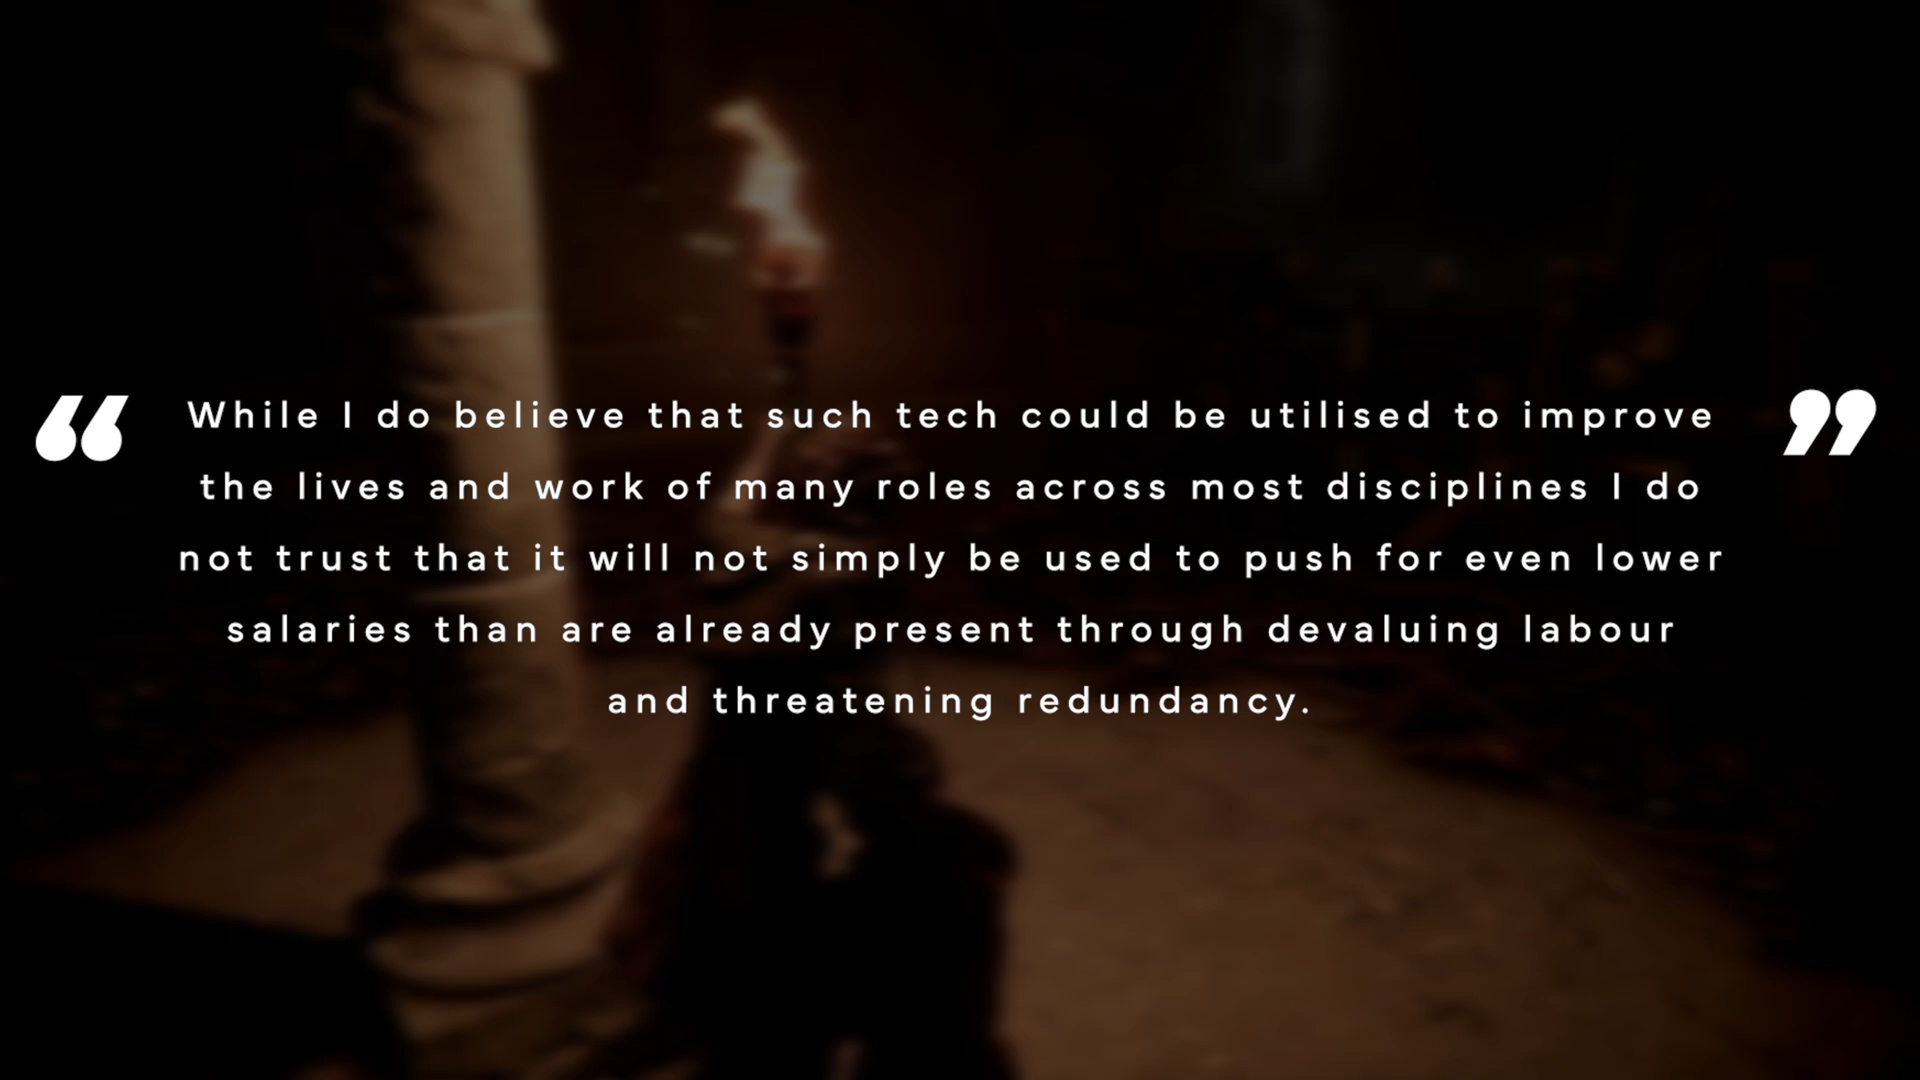 “ While I do believe that such tech could be utilised to improve ”
the lives and work of many roles across most disciplines I do
not trust that it will not simply be used to push for even lower
salaries than are already present through devaluing labour
and threatening redundancy.